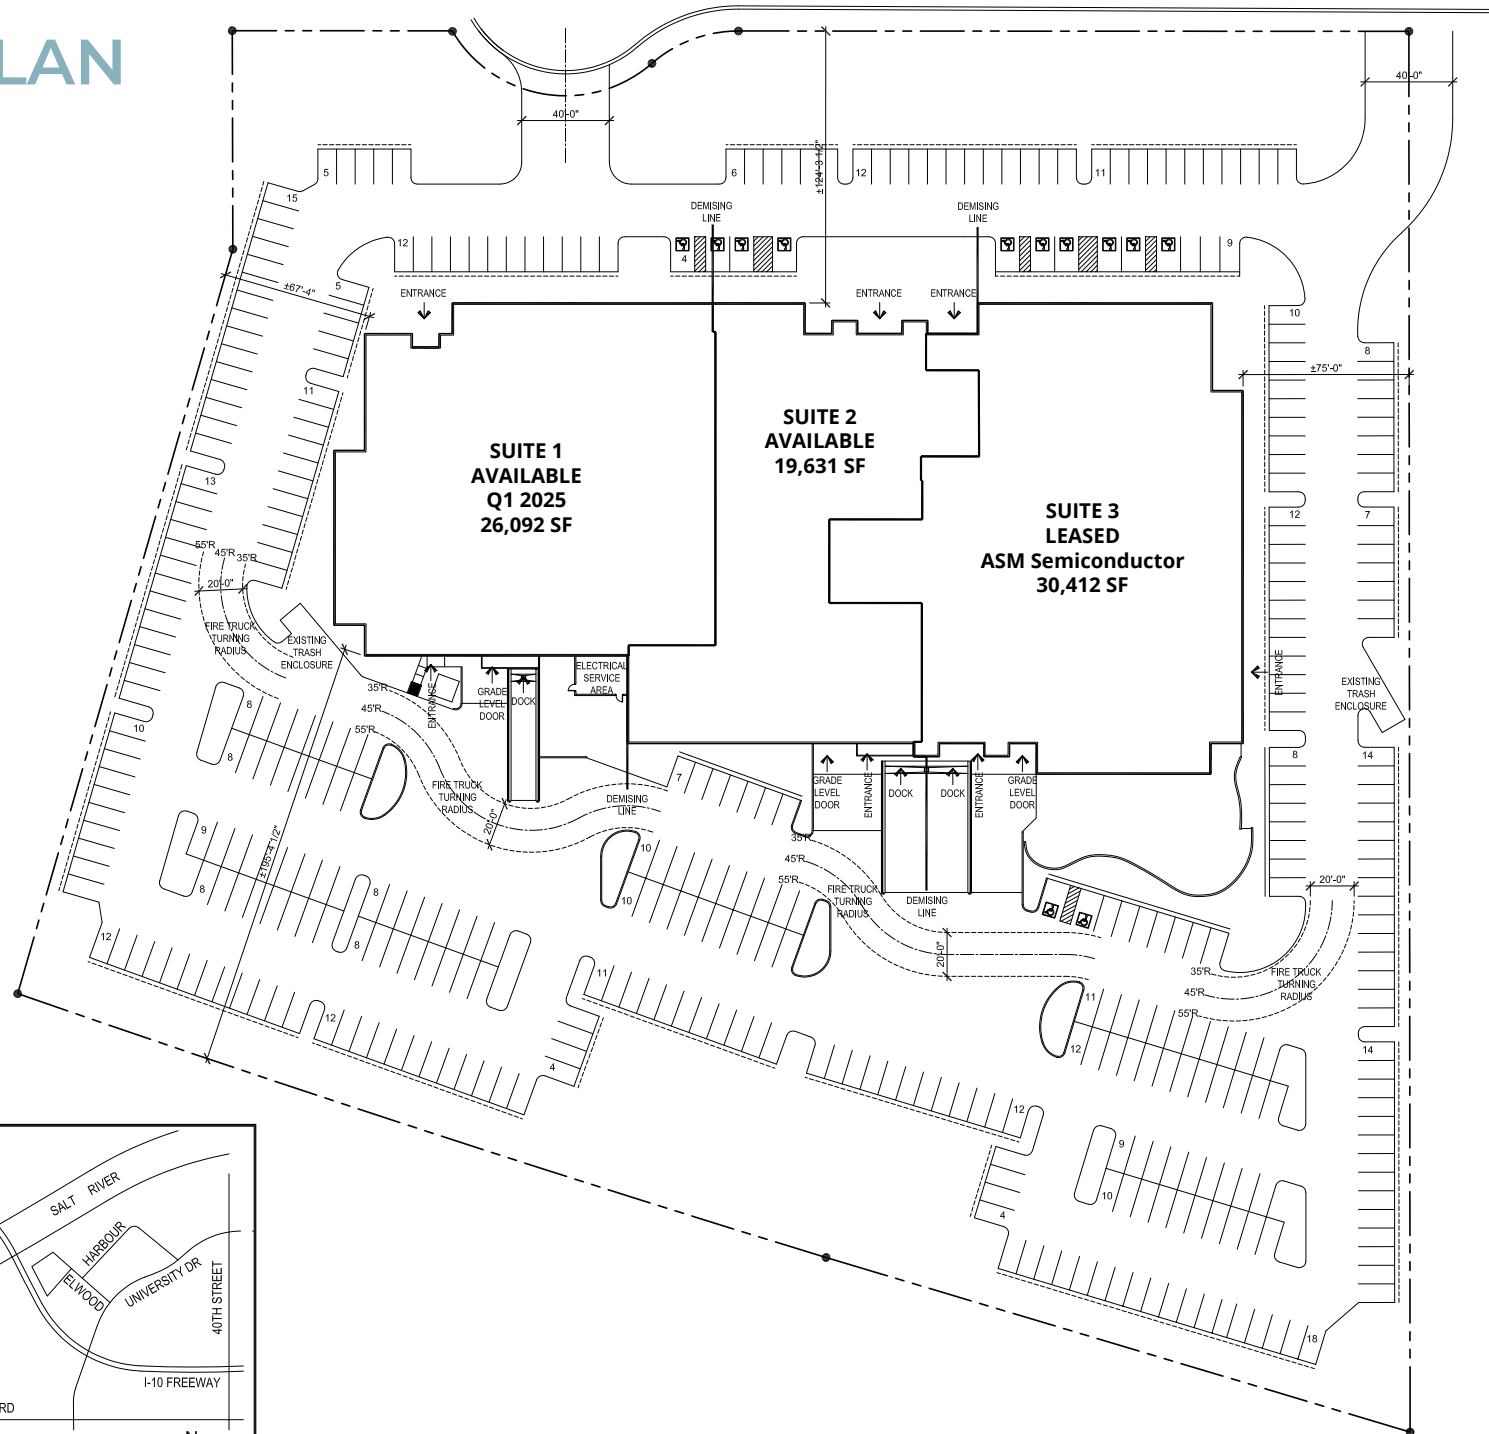 LAN
40'-0"
40'-0"
±124'-3 1/2"
5
6
12
11
15
DEMISING
LINE
DEMISING
LINE
12
4
9
5
±67'-4"
ENTRANCE
ENTRANCE
ENTRANCE
10
8
±75'-0"
11
SUITE 1
AVAILABLE
Q1 2025
26,092 SF
SUITE 2
AVAILABLE
19,631 SF
SUITE 3
LEASED
ASM Semiconductor
30,412 SF
13
12
7
55'R
45'R
35'R
20'-0"
FIRE TRUCK
TURNING
RADIUS
EXISTING
TRASH
ENCLOSURE
ENTRANCE
GRADE
LEVEL
DOOR
DOCK
ELECTRICAL
SERVICE
AREA
ENTRANCE
EXISTING
TRASH
ENCLOSURE
35'R
45'R
55'R
10
8
8
8
14
7
FIRE TRUCK
TURNING
RADIUS
20'-0"
DEMISING
LINE
GRADE
LEVEL
DOOR
ENTRANCE
DOCK
DOCK
ENTRANCE
GRADE
LEVEL
DOOR
9
8
±195'-4 1/2"
8
8
10
10
35'R
45'R
55'R
FIRE TRUCK
TURNING
RADIUS
DEMISING
LINE
20'-0"
20'-0"
12
12
11
4
35'R
45'R
55'R
FIRE TRUCK
TURNING
RADIUS
11
12
14
12
9
10
4
18
SALT RIVER
HARBOUR
ELWOOD
UNIVERSITY DR
40TH STREET
I-10 FREEWAY
RD
N